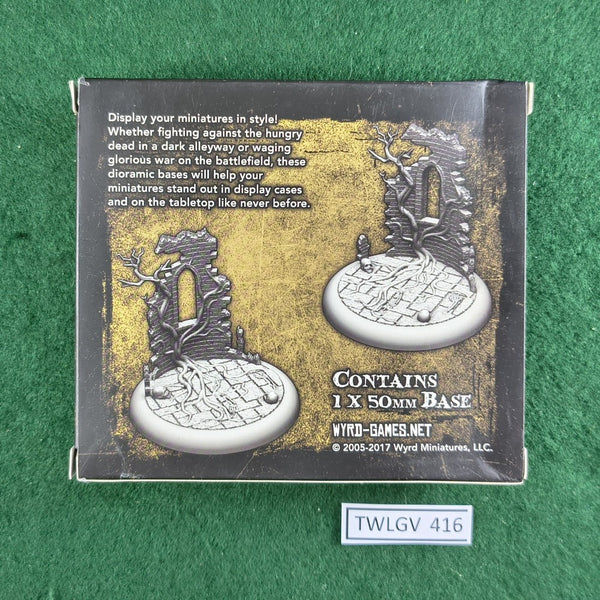 Display your miniatures in style!
Whether fighting against the hungry
dead in a dark alleyway or waging
glorious war on the battlefield, these
dioramic bases will help your
miniatures stand out in display cases
and on the tabletop like never before.
CONTAINS
1 X 50MM BASE
WYRD-GAMES.NET
© 2005-2017 Wyrd Miniatures, LLC.
TWLGV 416